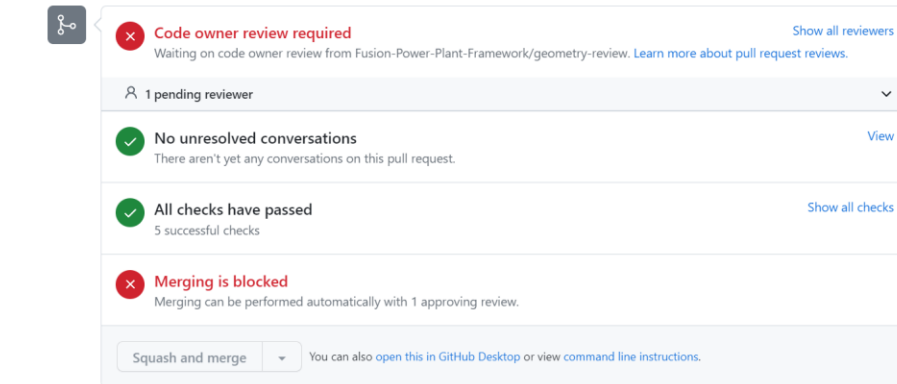 Code owner review required
Show all reviewers
Waiting on code owner review from Fusion-Power-Plant-Framework/geometry-review. Learn more about pull request reviews.
1 pending reviewer
No unresolved conversations
View
There aren't yet any conversations on this pull request.
All checks have passed
Show all checks
5 successful checks
Merging is blocked
Merging can be performed automatically with 1 approving review.
Squash and merge
You can also open this in GitHub Desktop or view command line instructions.